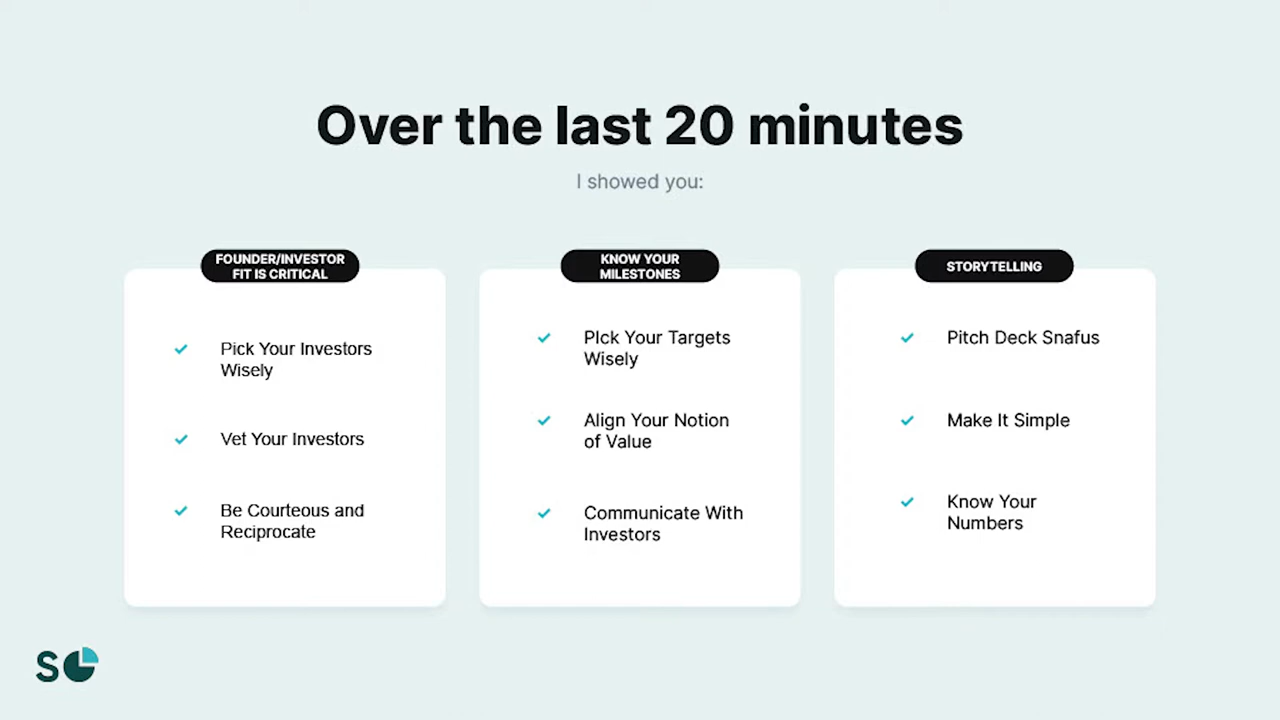 Over the last 20 minutes
I showed you:
FOUNDER/INVESTOR
FIT IS CRITICAL
Pick Your Investors
Wisely
Vet Your Investors
Be Courteous and
Reciprocate
KNOW YOUR
MILESTONES
PIck Your Targets
Wisely
Align Your Notion
of Value
Communicate With
Investors
STORYTELLING
Pitch Deck Snafus
Make It Simple
Know Your
Numbers
S